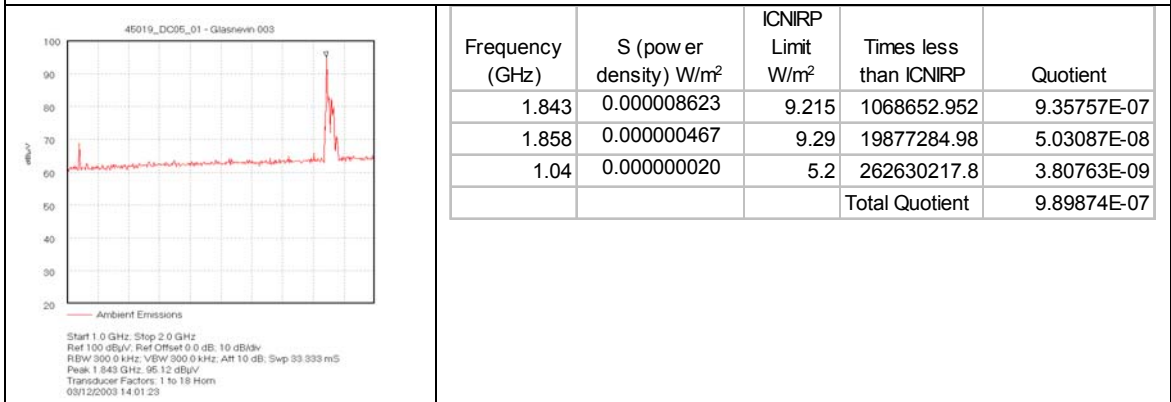 45019_DC05_01 - Glasnevin 003
100
90
80
70
60
50
40
30
20
dBµV
Ambient Emissions
Start 1.0 GHz; Stop 2.0 GHz
Ref 100 dBµV; Ref Offset 0.0 dB; 10 dB/div
RBW 300.0 kHz; VBW 300.0 kHz; Att 10 dB; Swp 33.333 mS
Peak 1.843 GHz, 95.12 dBµV
Transducer Factors: 1 to 18 Horn
03/12/2003 14:01:23
Frequency (GHz) S (power density) W/m² ICNIRP Limit W/m² Times less than ICNIRP Quotient
1.843 0.000008623 9.215 1068652.952 9.35757E-07
1.858 0.000000467 9.29 19877284.98 5.03087E-08
1.04 0.000000020 5.2 262630217.8 3.80763E-09
Total Quotient 9.89874E-07